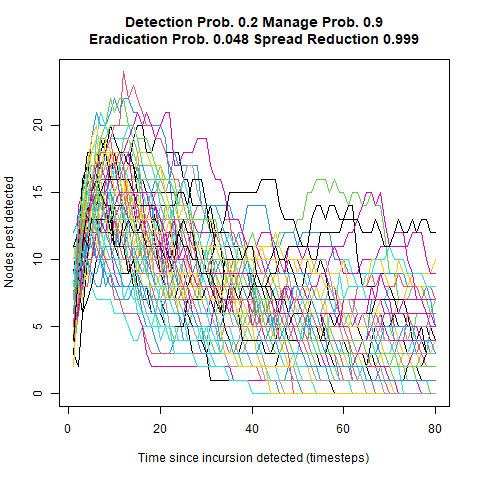 Detection Prob. 0.2 Manage Prob. 0.9
Eradication Prob. 0.048 Spread Reduction 0.999
Nodes pest detected
20
15
10
5
0
0 20 40 60 80
Time since incursion detected (timesteps)